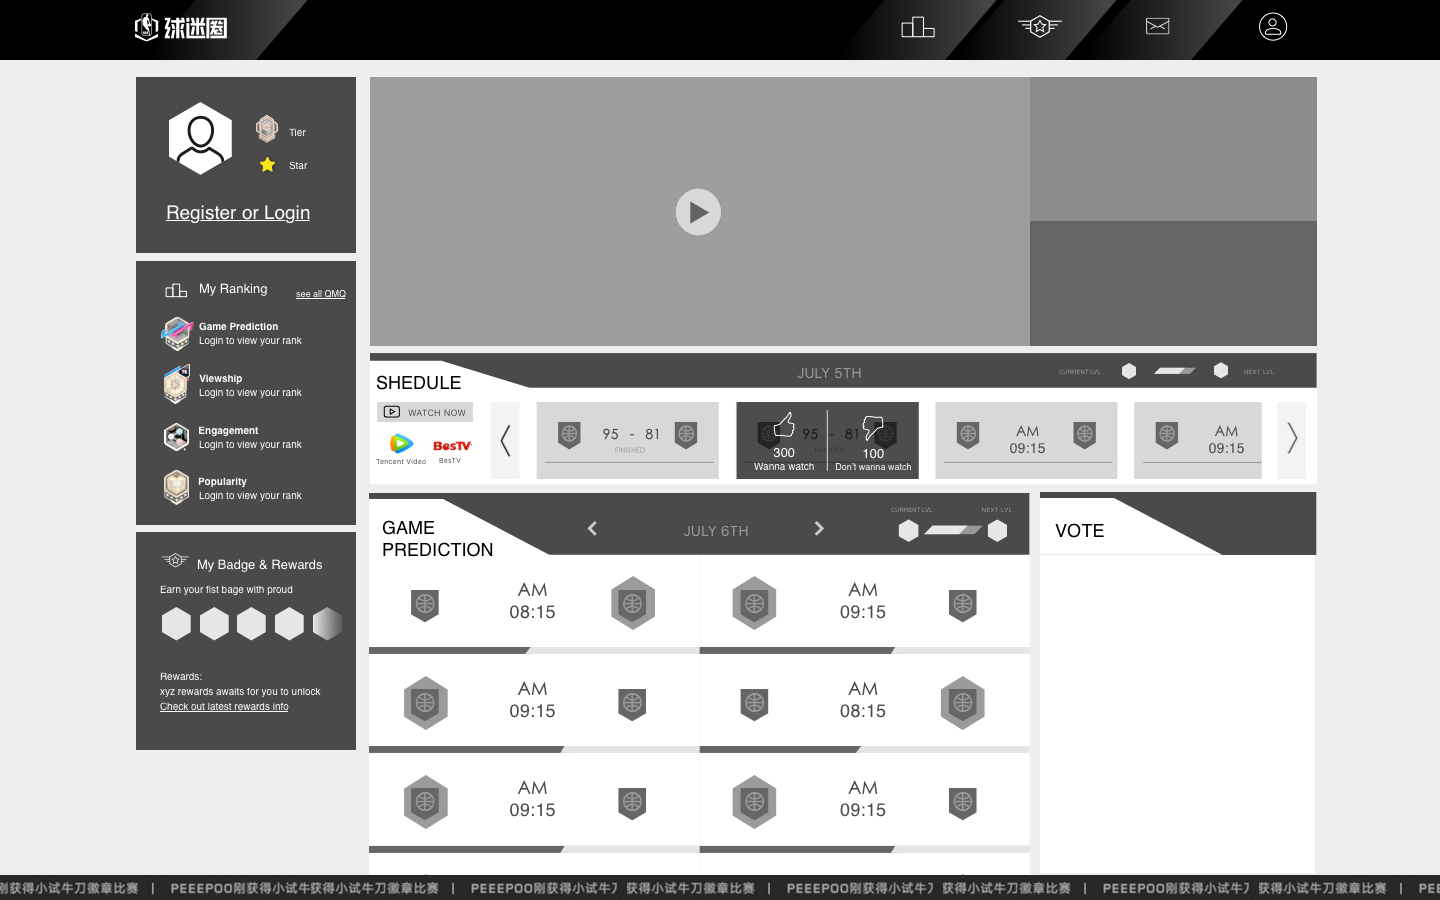 球迷圈
Tier
Star
Register or Login
My Ranking
see all QMQ
Game Prediction
Login to view your rank
Viewship
Login to view your rank
Engagement
Login to view your rank
Popularity
Login to view your rank
My Badge & Rewards
Earn your fist bage with proud
Rewards:
xyz rewards awaits for you to unlock
Check out latest rewards info
SHEDULE
JULY 5TH
CURRENT LVL
NEXT LVL
WATCH NOW
Tencent Video
BesTV
BesTV
95 - 81
FINISHED
95 - 81
300
Wanna watch
100
Don't wanna watch
AM
09:15
AM
09:15
GAME
PREDICTION
JULY 6TH
CURRENT LVL
NEXT LVL
VOTE
AM
08:15
AM
09:15
AM
09:15
AM
08:15
AM
09:15
AM
09:15
刚获得小试牛刀徽章比赛 | PEEEPOO刚获得小试牛获得小试牛刀徽章比赛 | PEEEPOO刚获得小试牛刀 获得小试牛刀徽章比赛 | PEEEPOO刚获得小试牛刀 获得小试牛刀徽章比赛 | PEEEPOO刚获得小试牛刀 获得小试牛刀徽章比赛 | PEE